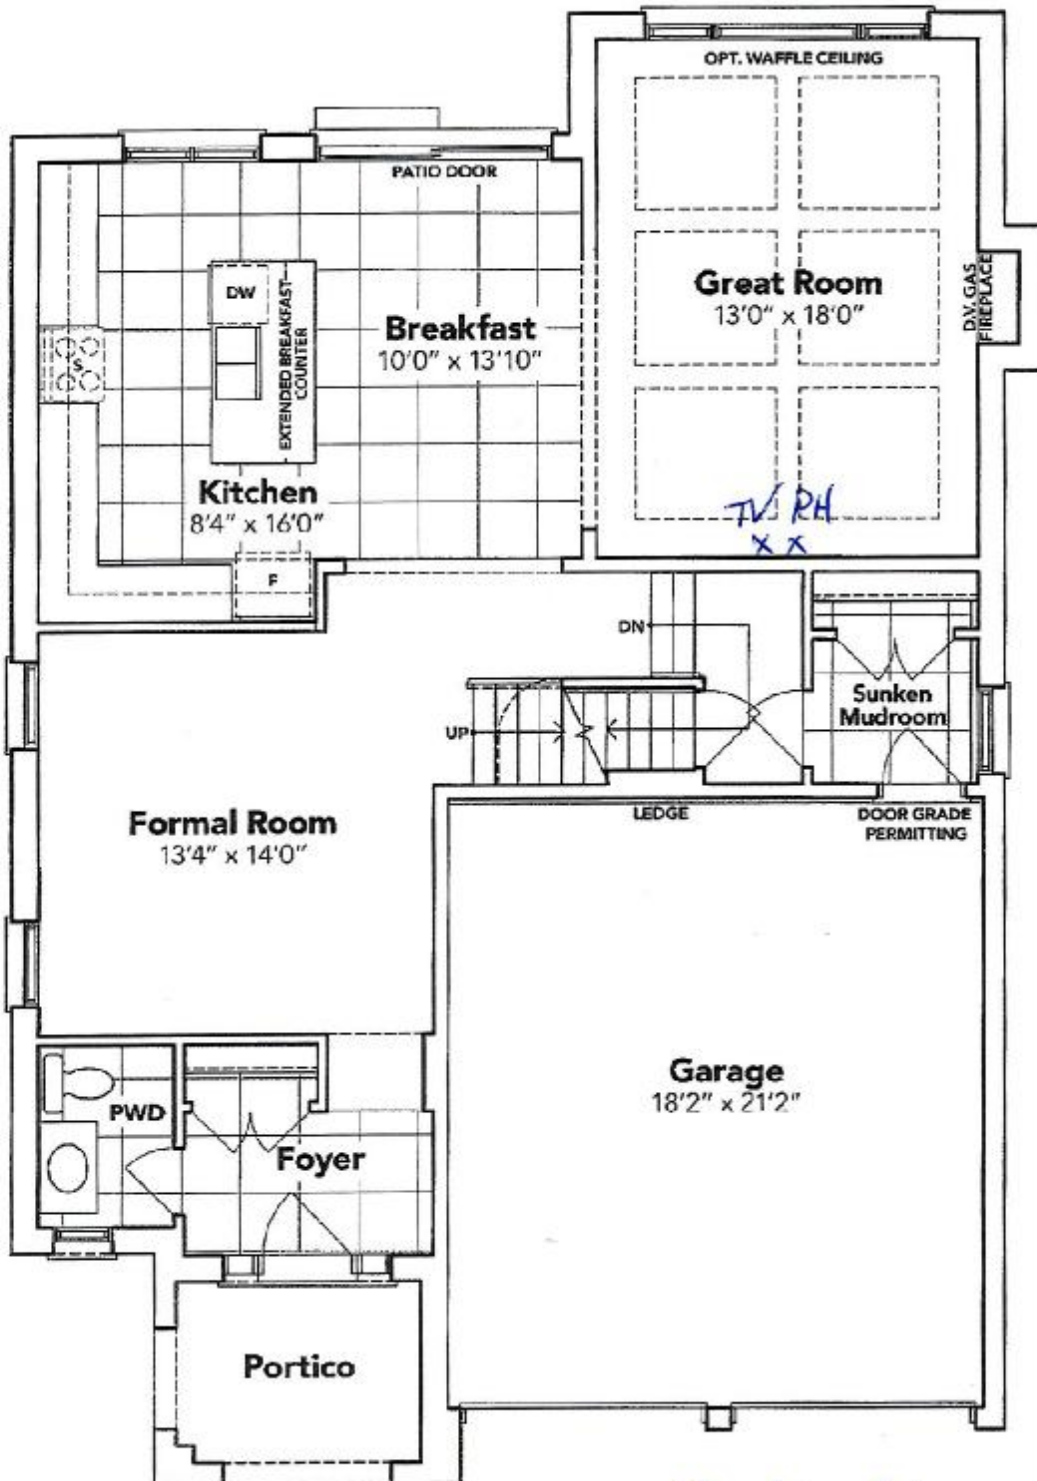 OPT. WAFFLE CEILING
PATIO DOOR
Great Room
13'0" x 18'0"
D.V. GAS
FIREPLACE
DW
EXTENDED BREAKFAST
COUNTER
Breakfast
10'0" x 13'10"
S
Kitchen
8'4" x 16'0"
TV PH
x x
F
DN
UP
Sunken
Mudroom
Formal Room
13'4" x 14'0"
LEDGE
DOOR GRADE
PERMITTING
Garage
18'2" x 21'2"
PWD
Foyer
Portico